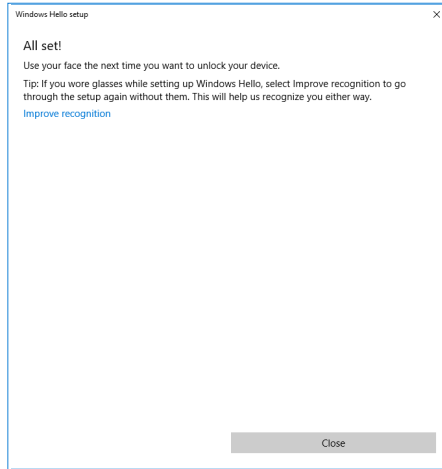 Windows Hello setup
All set!
Use your face the next time you want to unlock your device.
Tip: If you wore glasses while setting up Windows Hello, select Improve recognition to go
through the setup again without them. This will help us recognize you either way.
Improve recognition
Close